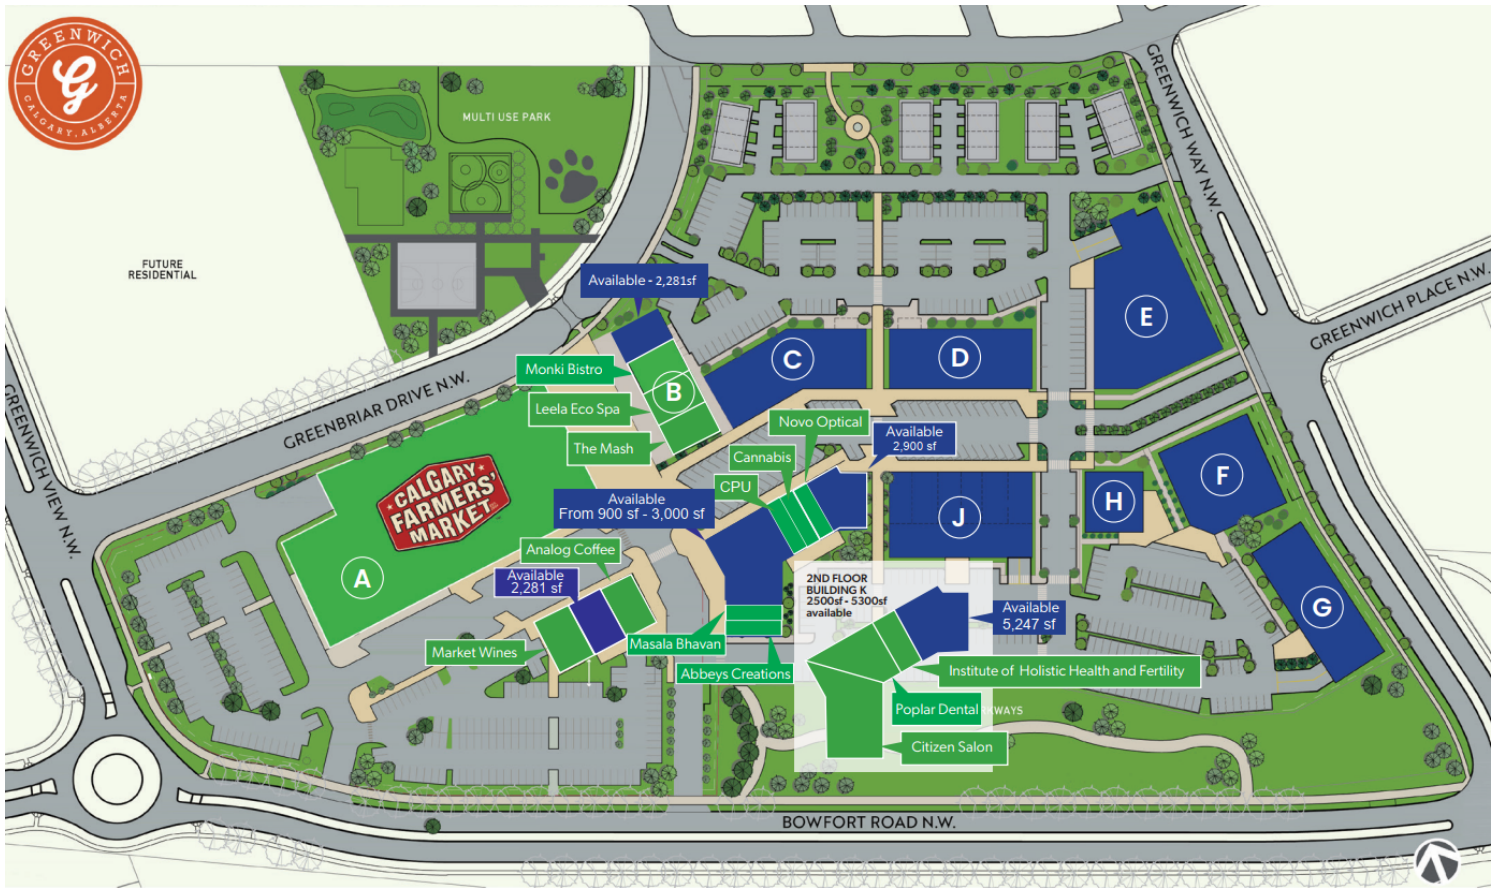 GREENWICH
G
CALGARY, ALBERTA
MULTI USE PARK
FUTURE
RESIDENTIAL
GREENWICH WAY N.W.
GREENWICH PLACE N.W.
GREENBRIAR DRIVE N.W.
GREENWICH VIEW N.W.
Available - 2,281sf
E
C
D
Monki Bistro
B
Leela Eco Spa
The Mash
Novo Optical
Available
2,900 sf
Cannabis
CPU
CALGARY
FARMERS'
MARKET
Available
From 900 sf - 3,000 sf
F
H
J
Analog Coffee
A
Available
2,281 sf
2ND FLOOR
BUILDING K
2500sf - 5300sf
available
Available
5,247 sf
G
Market Wines
Masala Bhavan
Abbeys Creations
Institute of Holistic Health and Fertility
Poplar Dental
RKWAYS
Citizen Salon
BOWFORT ROAD N.W.